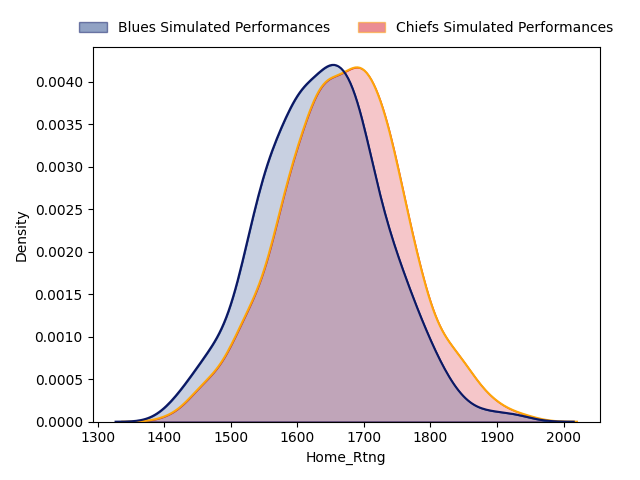 Blues Simulated Performances
Chiefs Simulated Performances
0.0040
0.0035
0.0030
0.0025
0.0020
0.0015
0.0010
0.0005
0.0000
Density
1300 1400 1500 1600 1700 1800 1900 2000
Home_Rtng